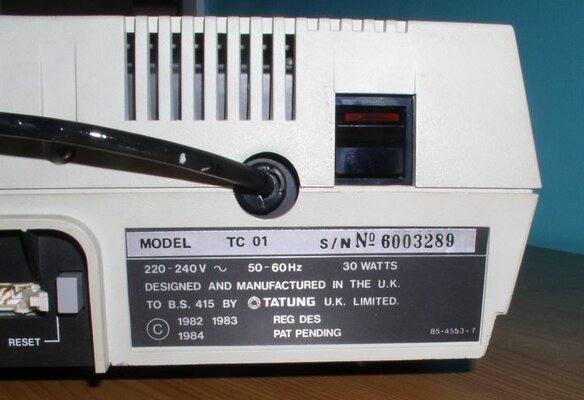 MODEL TC 01 S/N Nº 6003289
220-240V ~ 50-60Hz 30 WATTS
DESIGNED AND MANUFACTURED IN THE U.K.
TO B.S. 415 BY TATUNG U.K. LIMITED.
© 1982 1983 REG DES
1984 PAT PENDING
85-4553-7
RESET